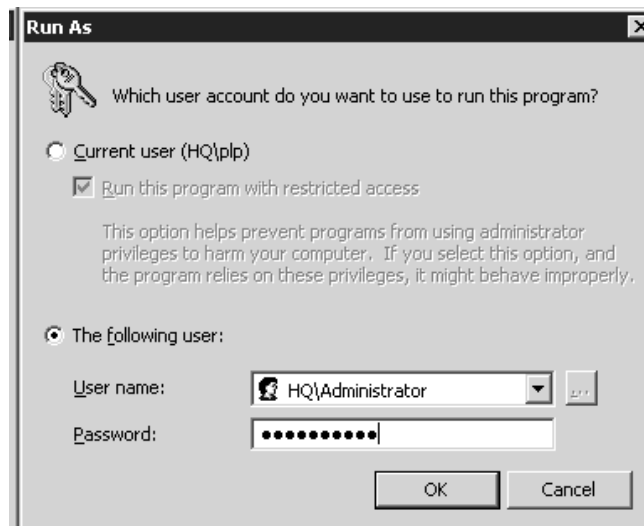 Run As
Which user account do you want to use to run this program?
Current user (HQ\plp)
Run this program with restricted access
This option helps prevent programs from using administrator
privileges to harm your computer. If you select this option, and
the program relies on these privileges, it might behave improperly.
The following user:
User name: HQ\Administrator ...
Password: ●●●●●●●●●●
OK Cancel